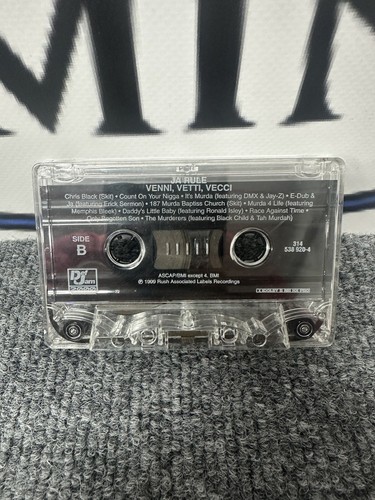 MIN
JA RULE
VENNI, VETTI, VECCI
Chris Black (Skit) • Count On Your Nigga • It's Murda (featuring DMX & Jay-Z) • E-Dub &
Ja (featuring Erick Sermon) • 187 Murda Baptiss Church (Skit) • Murda 4 Life (featuring
Memphis Bleek) • Daddy's Little Baby (featuring Ronald Isley) • Race Against Time •
Only Begotten Son • The Murderers (featuring Black Child & Tah Murdah)
SIDE
B
314
538 920-4
ASCAP/BMI except 4. BMI
℗ 1999 Rush Associated Labels Recordings
Def Jam